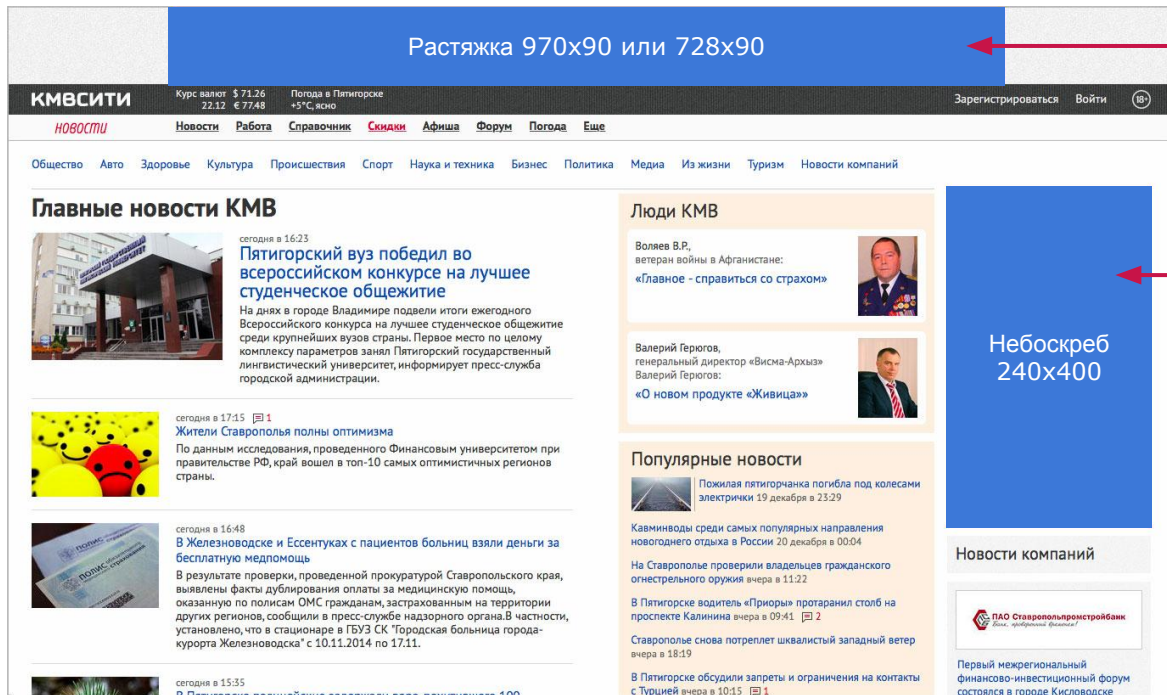 Растяжка 970x90 или 728x90
КМВСИТИ
Курс валют $ 71.26
22.12 € 77.48
Погода в Пятигорске
+5°C, ясно
Зарегистрироваться Войти 18+
НОВОСТИ
Новости Работа Справочник Скидки Афиша Форум Погода Еще
Общество Авто Здоровье Культура Происшествия Спорт Наука и техника Бизнес Политика Медиа Из жизни Туризм Новости компаний
Главные новости КМВ
сегодня в 16:23
Пятигорский вуз победил во
всероссийском конкурсе на лучшее
студенческое общежитие
На днях в городе Владимире подвели итоги ежегодного
Всероссийского конкурса на лучшее студенческое общежитие
среди крупнейших вузов страны. Первое место по целому
комплексу параметров занял Пятигорский государственный
лингвистический университет, информирует пресс-служба
городской администрации.
сегодня в 17:15 1
Жители Ставрополья полны оптимизма
По данным исследования, проведенного Финансовым университетом при
правительстве РФ, край вошел в топ-10 самых оптимистичных регионов
страны.
сегодня в 16:48
В Железноводске и Ессентуках с пациентов больниц взяли деньги за
бесплатную медпомощь
В результате проверки, проведенной прокуратурой Ставропольского края,
выявлены факты дублирования оплаты за медицинскую помощь,
оказанную по полисам ОМС гражданам, застрахованным на территории
других регионов, сообщили в пресс-службе надзорного органа.В частности,
установлено, что в стационаре в ГБУЗ СК "Городская больница города-
курорта Железноводска" с 10.11.2014 по 17.11.
сегодня в 15:35
Люди КМВ
Воляев В.Р.,
ветеран войны в Афганистане:
«Главное - справиться со страхом»
Валерий Герюгов,
генеральный директор «Висма-Архыз»
Валерий Герюгов:
«О новом продукте «Живица»»
Популярные новости
Пожилая пятигорчанка погибла под колесами
электрички 19 декабря в 23:29
Кавминводы среди самых популярных направления
новогоднего отдыха в России 20 декабря в 00:04
На Ставрополье проверили владельцев гражданского
огнестрельного оружия вчера в 11:22
В Пятигорске водитель «Приоры» протаранил столб на
проспекте Калинина вчера в 09:41 2
Ставрополье снова потреплет шквалистый западный ветер
вчера в 18:19
В Пятигорске обсудили запреты и ограничения на контакты
с Турцией вчера в 10:15 1
Небоскреб
240x400
Новости компаний
ПАО Ставропольпромстройбанк
Банк, проверенный временем!
Первый межрегиональный
финансово-инвестиционный форум
состоялся в городе Кисловодске